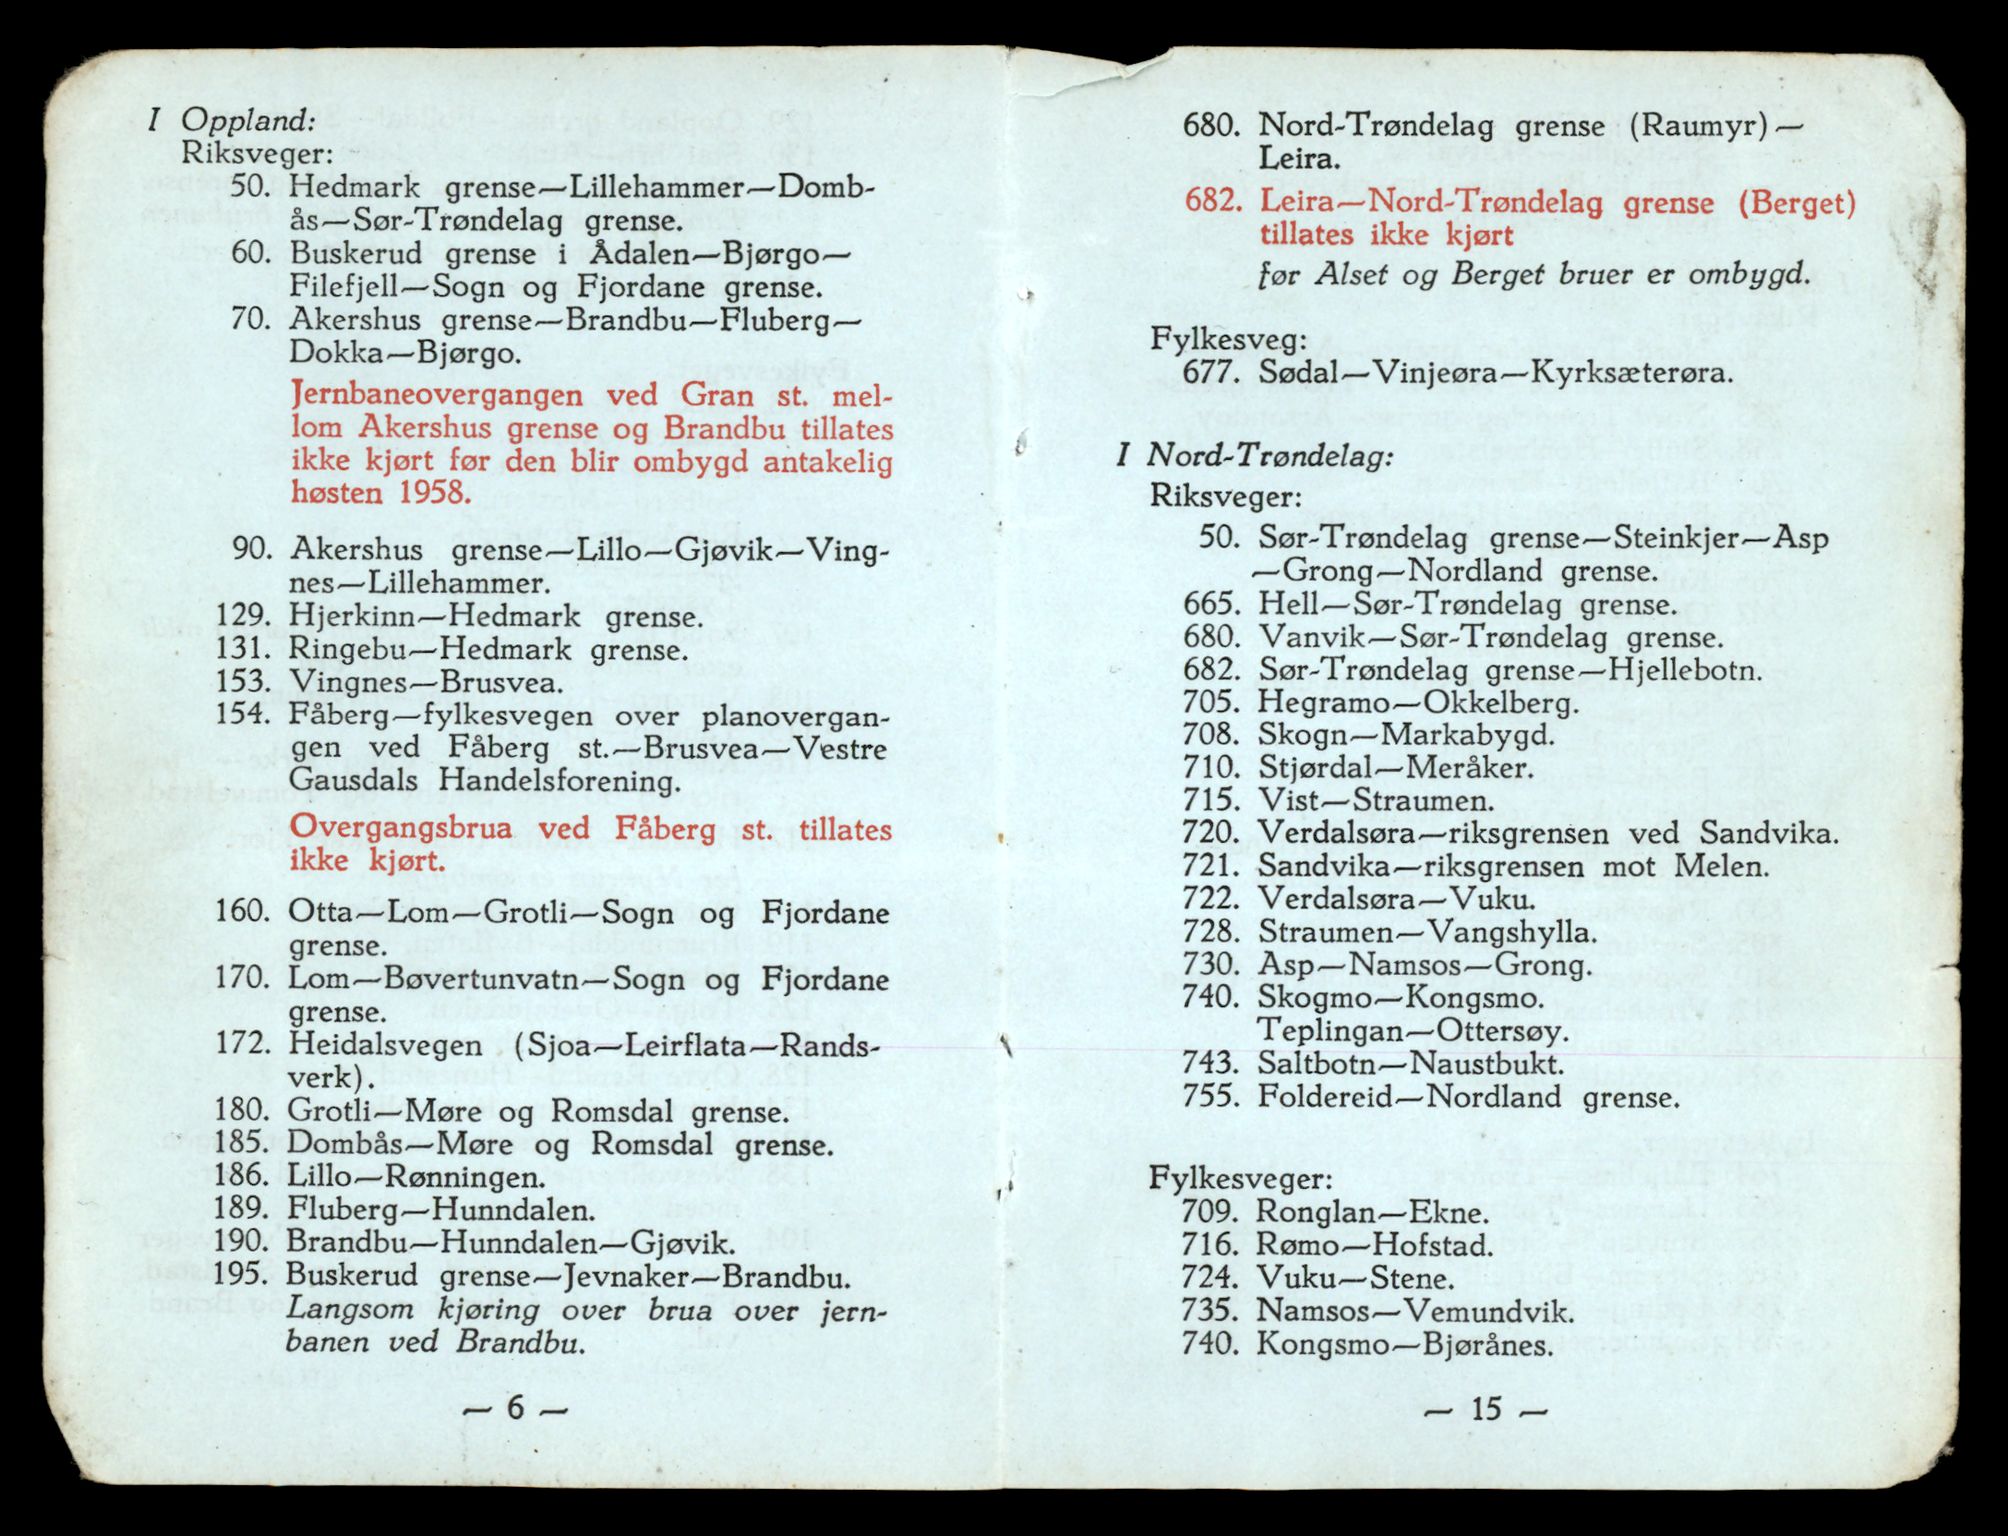 I Oppland:
Riksveger:
50. Hedmark grense—Lillehammer—Domb-
ås—Sør-Trøndelag grense.
60. Buskerud grense i Ådalen—Bjørgo—
Filefjell—Sogn og Fjordane grense.
70. Akershus grense—Brandbu—Fluberg—
Dokka—Bjørgo.
Jernbaneovergangen ved Gran st. mel-
lom Akershus grense og Brandbu tillates
ikke kjørt før den blir ombygd antakelig
høsten 1958.
90. Akershus grense—Lillo—Gjøvik—Ving-
nes—Lillehammer.
129. Hjerkinn—Hedmark grense.
131. Ringebu—Hedmark grense.
153. Vingnes—Brusvea.
154. Fåberg—fylkesvegen over planovergan-
gen ved Fåberg st.—Brusvea—Vestre
Gausdals Handelsforening.
Overgangsbrua ved Fåberg st. tillates
ikke kjørt.
160. Otta—Lom—Grotli—Sogn og Fjordane
grense.
170. Lom—Bøvertunvatn—Sogn og Fjordane
grense.
172. Heidalsvegen (Sjoa—Leirflata—Rands-
verk).
180. Grotli—Møre og Romsdal grense.
185. Dombås—Møre og Romsdal grense.
186. Lillo—Rønningen.
189. Fluberg—Hunndalen.
190. Brandbu—Hunndalen—Gjøvik.
195. Buskerud grense—Jevnaker—Brandbu.
Langsom kjøring over brua over jern-
banen ved Brandbu.
— 6 —
680. Nord-Trøndelag grense (Raumyr)—
Leira.
682. Leira—Nord-Trøndelag grense (Berget)
tillates ikke kjørt
før Alset og Berget bruer er ombygd.
Fylkesveg:
677. Sødal—Vinjeøra—Kyrksæterøra.
I Nord-Trøndelag:
Riksveger:
50. Sør-Trøndelag grense—Steinkjer—Asp
—Grong—Nordland grense.
665. Hell—Sør-Trøndelag grense.
680. Vanvik—Sør-Trøndelag grense.
682. Sør-Trøndelag grense—Hjellebotn.
705. Hegramo—Okkelberg.
708. Skogn—Markabygd.
710. Stjørdal—Meråker.
715. Vist—Straumen.
720. Verdalsøra—riksgrensen ved Sandvika.
721. Sandvika—riksgrensen mot Melen.
722. Verdalsøra—Vuku.
728. Straumen—Vangshylla.
730. Asp—Namsos—Grong.
740. Skogmo—Kongsmo.
Teplingan—Ottersøy.
743. Saltbotn—Naustbukt.
755. Foldereid—Nordland grense.
Fylkesveger:
709. Ronglan—Ekne.
716. Rømo—Hofstad.
724. Vuku—Stene.
735. Namsos—Vemundvik.
740. Kongsmo—Bjørånes.
— 15 —